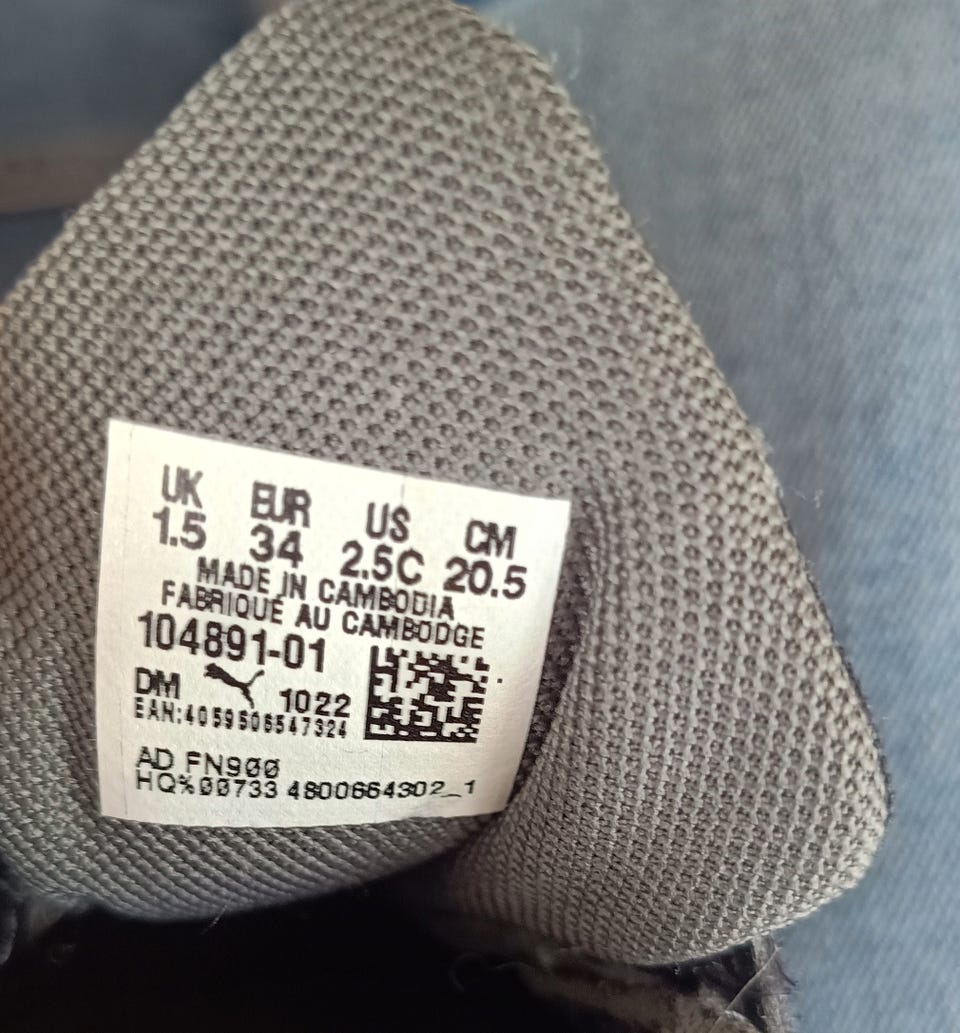 UK EUR US CM
1.5 34 2.5C 20.5
MADE IN CAMBODIA
FABRIQUÉ AU CAMBODGE
104891-01
DM 1022
EAN:4059506547324
AD FN900
HQ%00733 4800664302_1